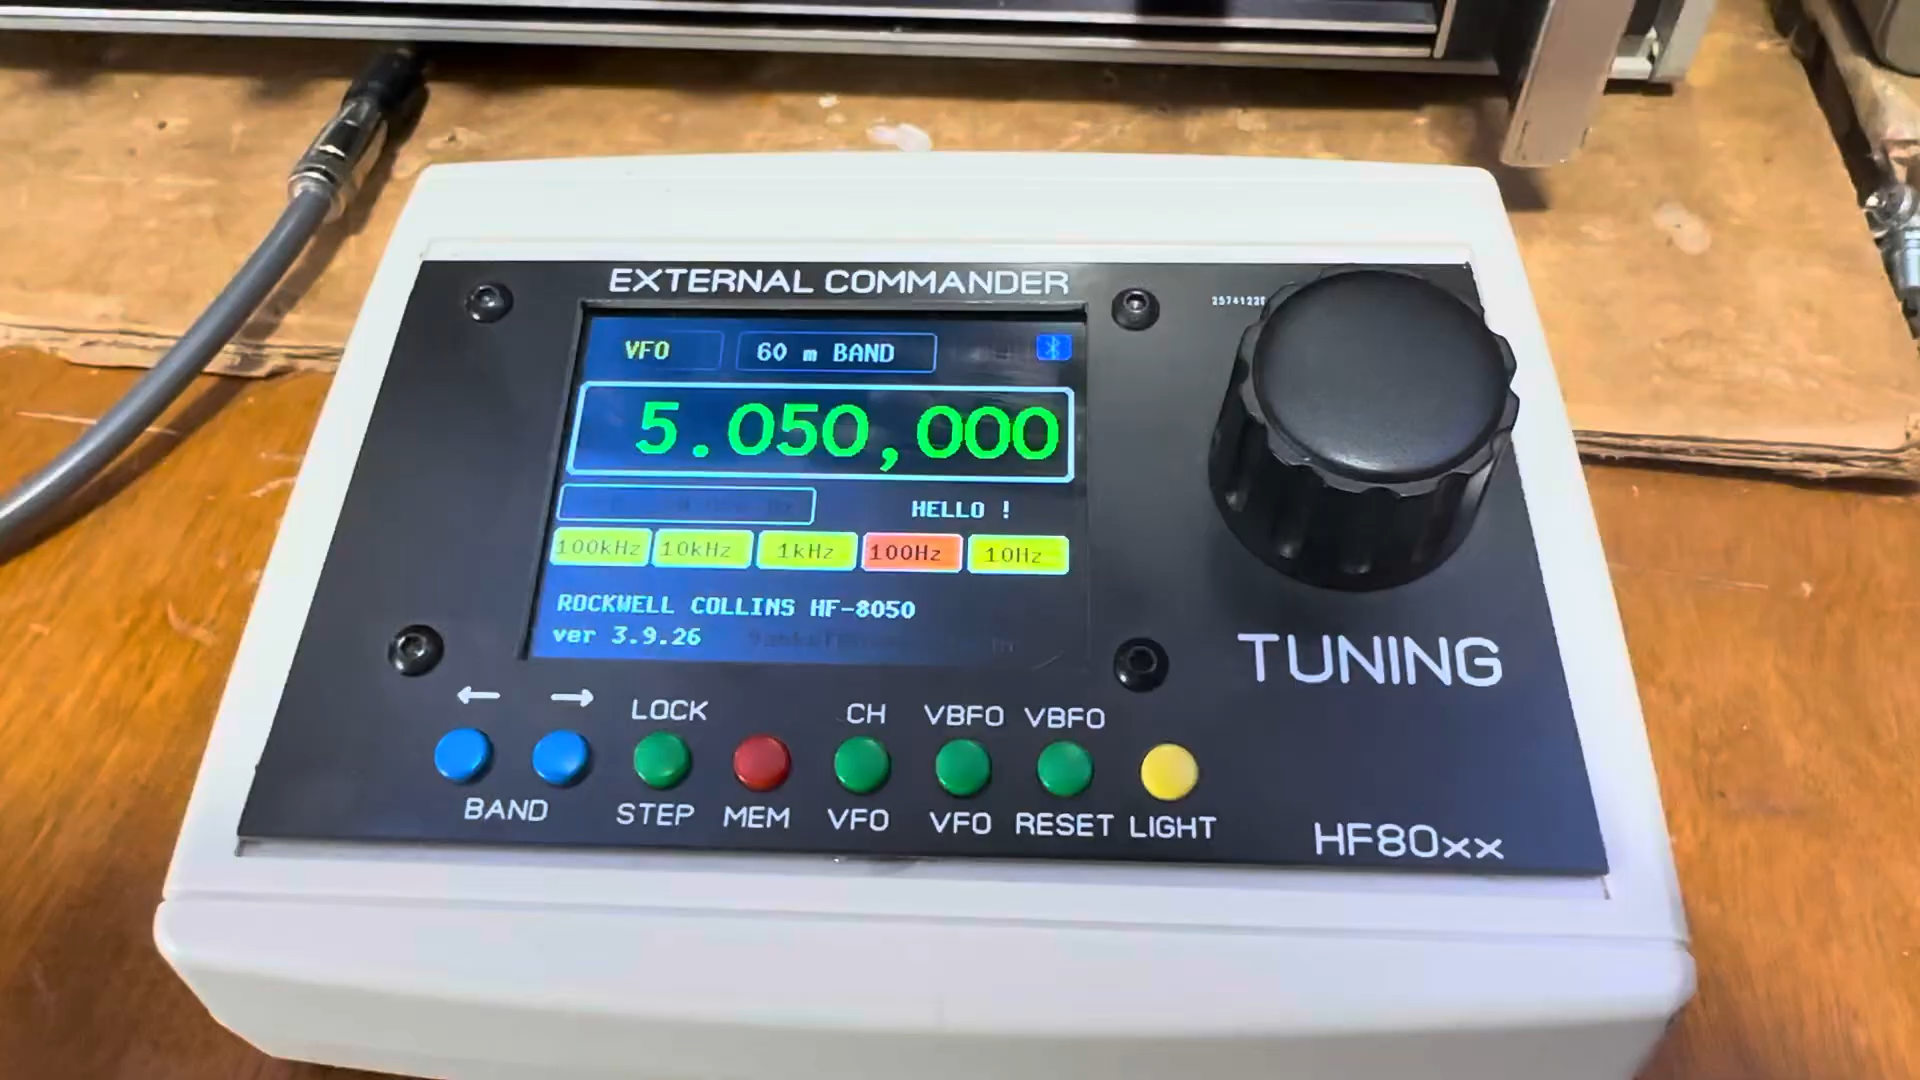 EXTERNAL COMMANDER
VFO 60 m BAND
5.050,000
HELLO !
100kHz 10kHz 1kHz 100Hz 10Hz
ROCKWELL COLLINS HF-8050
ver 3.9.26
TUNING
← →
LOCK CH VBFO VBFO
BAND STEP MEM VFO VFO RESET LIGHT
HF80xx